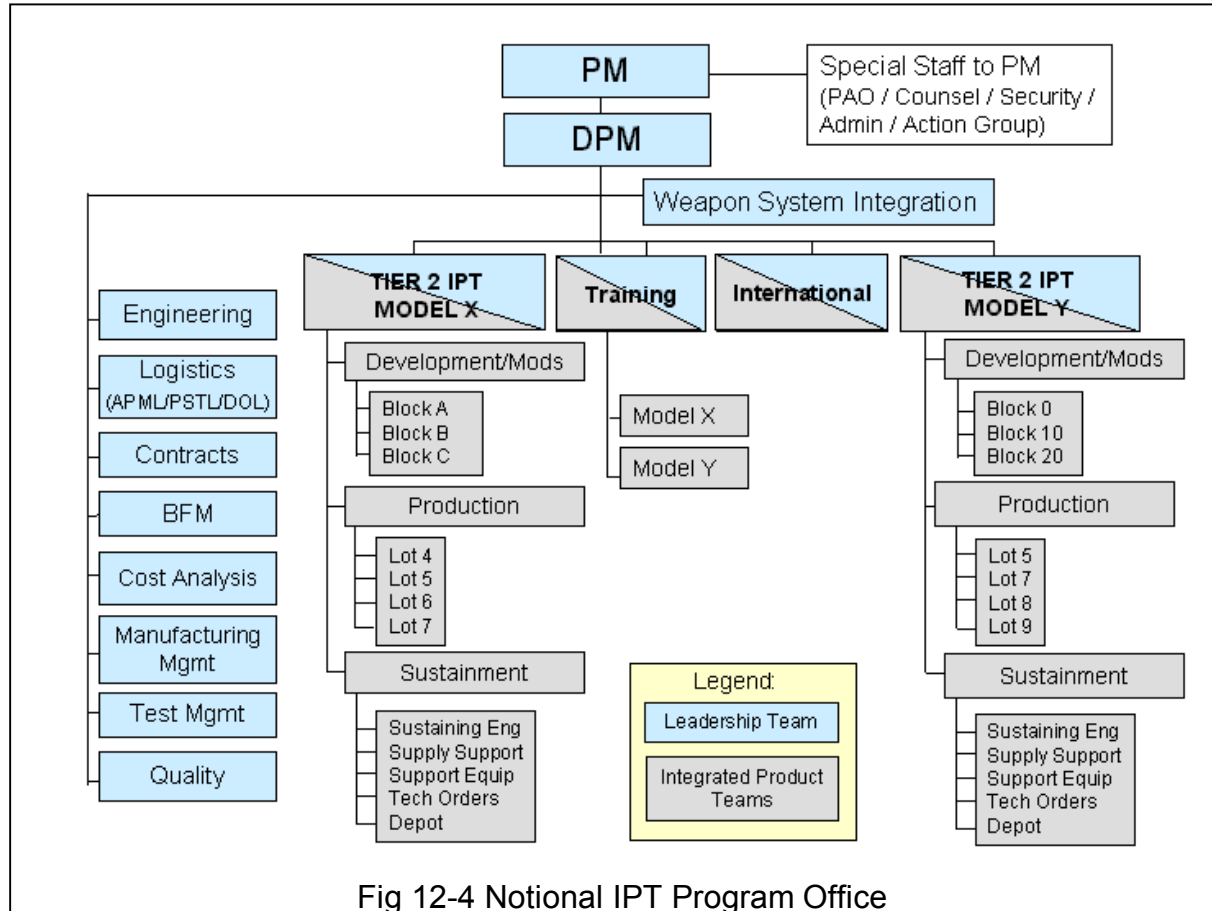 PM
Special Staff to PM
(PAO / Counsel / Security /
Admin / Action Group)
DPM
Weapon System Integration
Engineering
Logistics
(APML/PSTL/DOL)
Contracts
BFM
Cost Analysis
Manufacturing
Mgmt
Test Mgmt
Quality
TIER 2 IPT
MODEL X
Development/Mods
Block A
Block B
Block C
Production
Lot 4
Lot 5
Lot 6
Lot 7
Sustainment
Sustaining Eng
Supply Support
Support Equip
Tech Orders
Depot
Training
Model X
Model Y
International
TIER 2 IPT
MODEL Y
Development/Mods
Block 0
Block 10
Block 20
Production
Lot 5
Lot 7
Lot 8
Lot 9
Sustainment
Sustaining Eng
Supply Support
Support Equip
Tech Orders
Depot
Legend:
Leadership Team
Integrated Product
Teams
Fig 12-4 Notional IPT Program Office